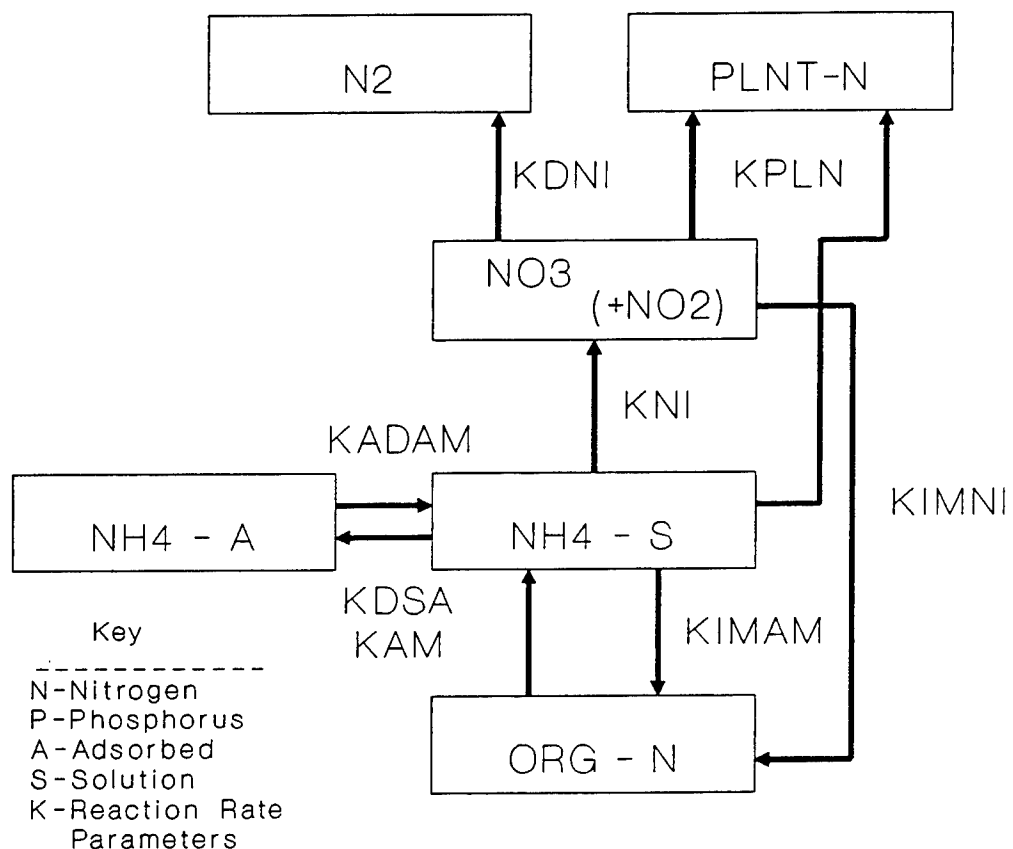 N2
PLNT-N
KDNI
KPLN
NO3
(+NO2)
KNI
KADAM
KIMNI
NH4 - A
NH4 - S
KDSA
KAM
KIMAM
ORG - N
Key
------------
N-Nitrogen
P-Phosphorus
A-Adsorbed
S-Solution
K-Reaction Rate
Parameters